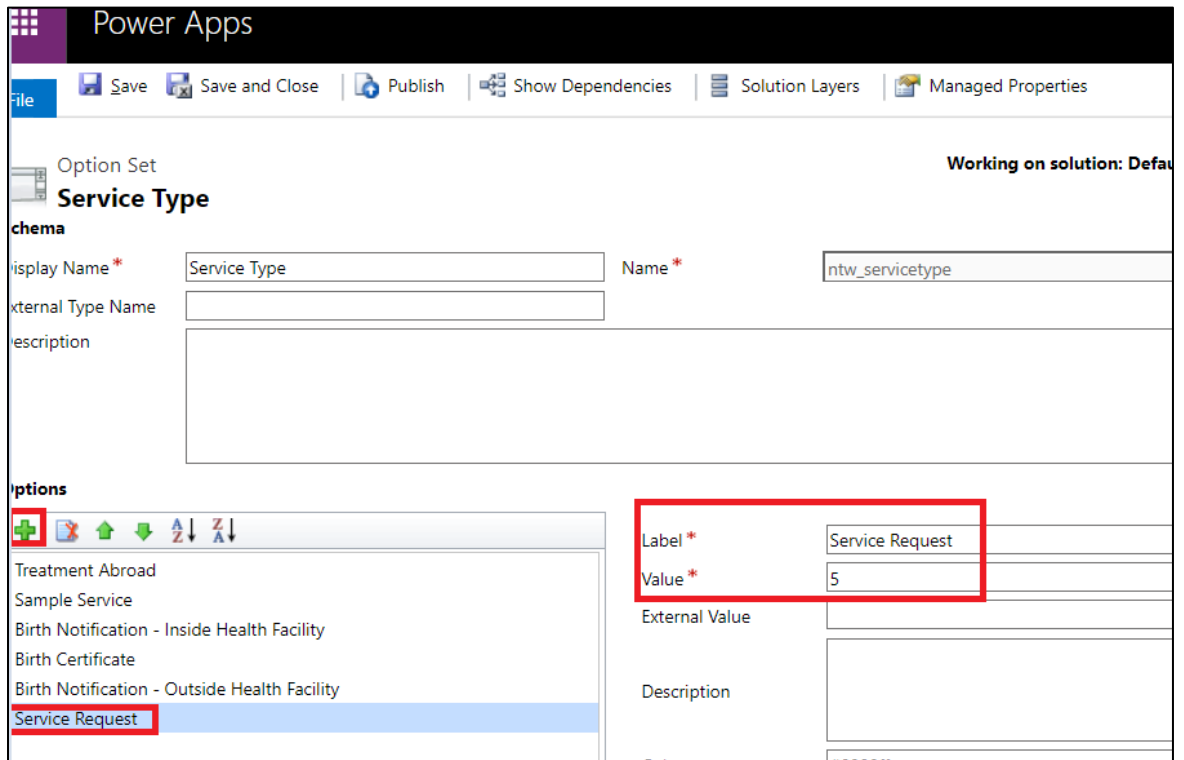 Power Apps
File Save Save and Close Publish Show Dependencies Solution Layers Managed Properties
Option Set Working on solution: Defau
Service Type
chema
isplay Name* Service Type Name* ntw_servicetype
xternal Type Name
escription
ptions
A Z Z A
Label* Service Request
Treatment Abroad
Value* 5
Sample Service
External Value
Birth Notification - Inside Health Facility
Birth Certificate
Birth Notification - Outside Health Facility Description
Service Request